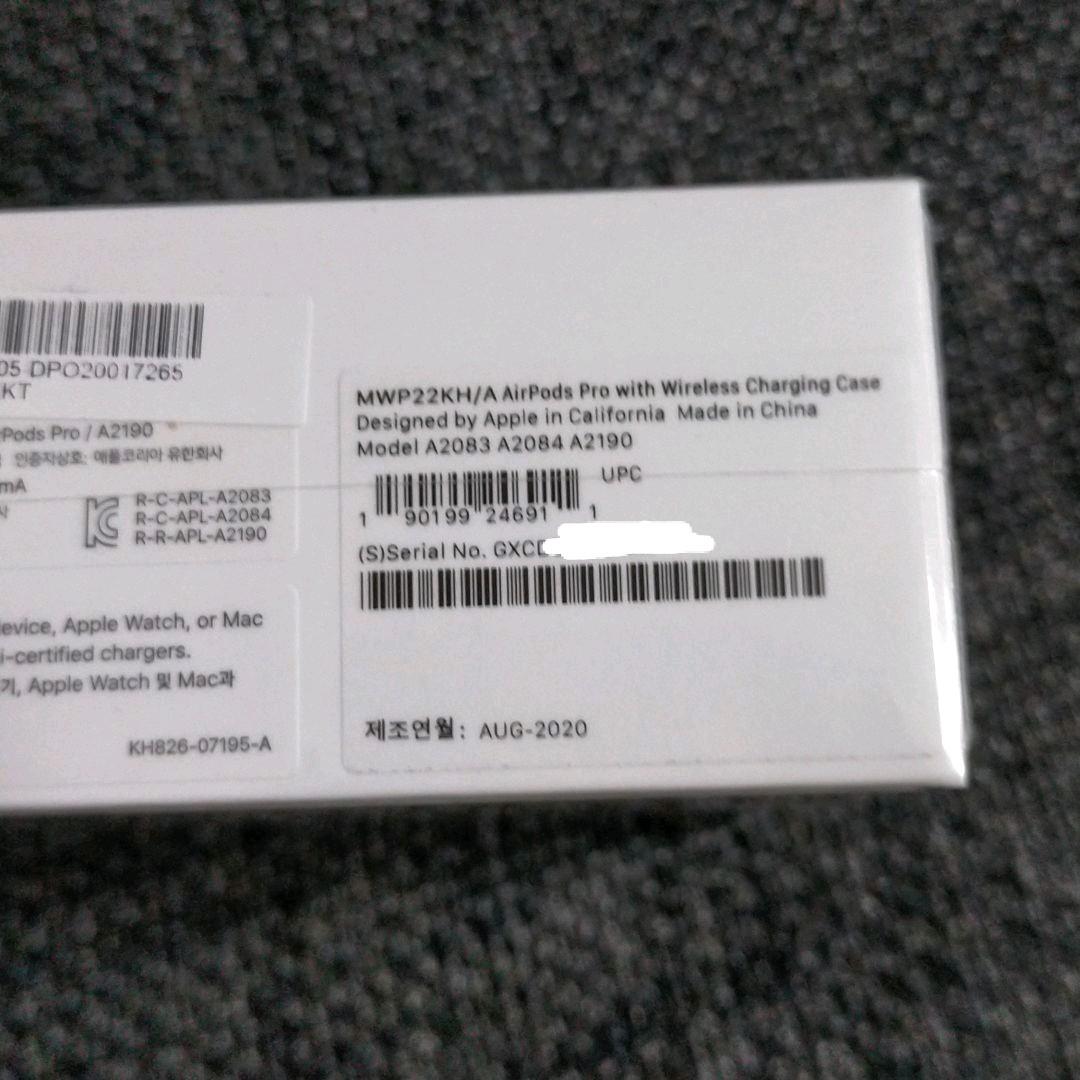 05 DPO20017265
KT
Pods Pro / A2190
인증자상호: 애플코리아 유한회사
mA
R-C-APL-A2083
R-C-APL-A2084
R-R-APL-A2190
evice, Apple Watch, or Mac
i-certified chargers.
기, Apple Watch 및 Mac과
KH826-07195-A
MWP22KH/A AirPods Pro with Wireless Charging Case
Designed by Apple in California Made in China
Model A2083 A2084 A2190
UPC
1 90199 24691 1
(S)Serial No. GXC
제조연월: AUG-2020